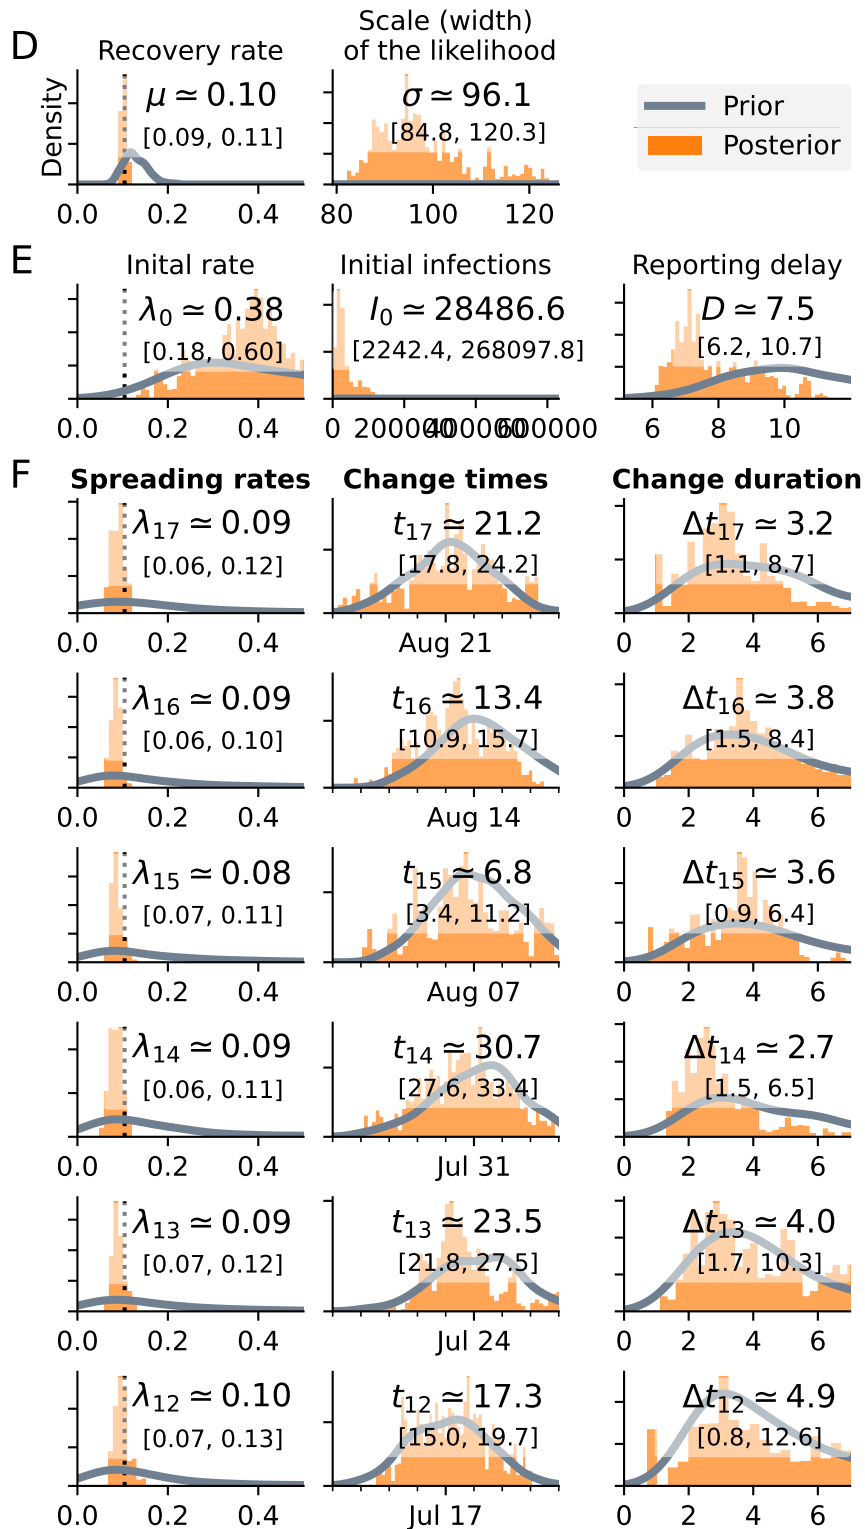 D
Recovery rate
Scale (width)
of the likelihood
Density
μ ≃ 0.10
[0.09, 0.11]
0.0 0.2 0.4
σ ≃ 96.1
[84.8, 120.3]
80 100 120
Prior
Posterior
E
Inital rate
Initial infections
Reporting delay
λ0 ≃ 0.38
[0.18, 0.60]
0.0 0.2 0.4
I0 ≃ 28486.6
[2242.4, 268097.8]
0 200000 400000 600000
D ≃ 7.5
[6.2, 10.7]
6 8 10 12
F
Spreading rates
Change times
Change duration
λ17 ≃ 0.09
[0.06, 0.12]
0.0 0.2 0.4
t17 ≃ 21.2
[17.8, 24.2]
Aug 21
Δt17 ≃ 3.2
[1.1, 8.7]
0 2 4 6
λ16 ≃ 0.09
[0.06, 0.10]
0.0 0.2 0.4
t16 ≃ 13.4
[10.9, 15.7]
Aug 14
Δt16 ≃ 3.8
[1.5, 8.4]
0 2 4 6
λ15 ≃ 0.08
[0.07, 0.11]
0.0 0.2 0.4
t15 ≃ 6.8
[3.4, 11.2]
Aug 07
Δt15 ≃ 3.6
[0.9, 6.4]
0 2 4 6
λ14 ≃ 0.09
[0.06, 0.11]
0.0 0.2 0.4
t14 ≃ 30.7
[27.6, 33.4]
Jul 31
Δt14 ≃ 2.7
[1.5, 6.5]
0 2 4 6
λ13 ≃ 0.09
[0.07, 0.12]
0.0 0.2 0.4
t13 ≃ 23.5
[21.8, 27.5]
Jul 24
Δt13 ≃ 4.0
[1.7, 10.3]
0 2 4 6
λ12 ≃ 0.10
[0.07, 0.13]
0.0 0.2 0.4
t12 ≃ 17.3
[15.0, 19.7]
Jul 17
Δt12 ≃ 4.9
[0.8, 12.6]
0 2 4 6